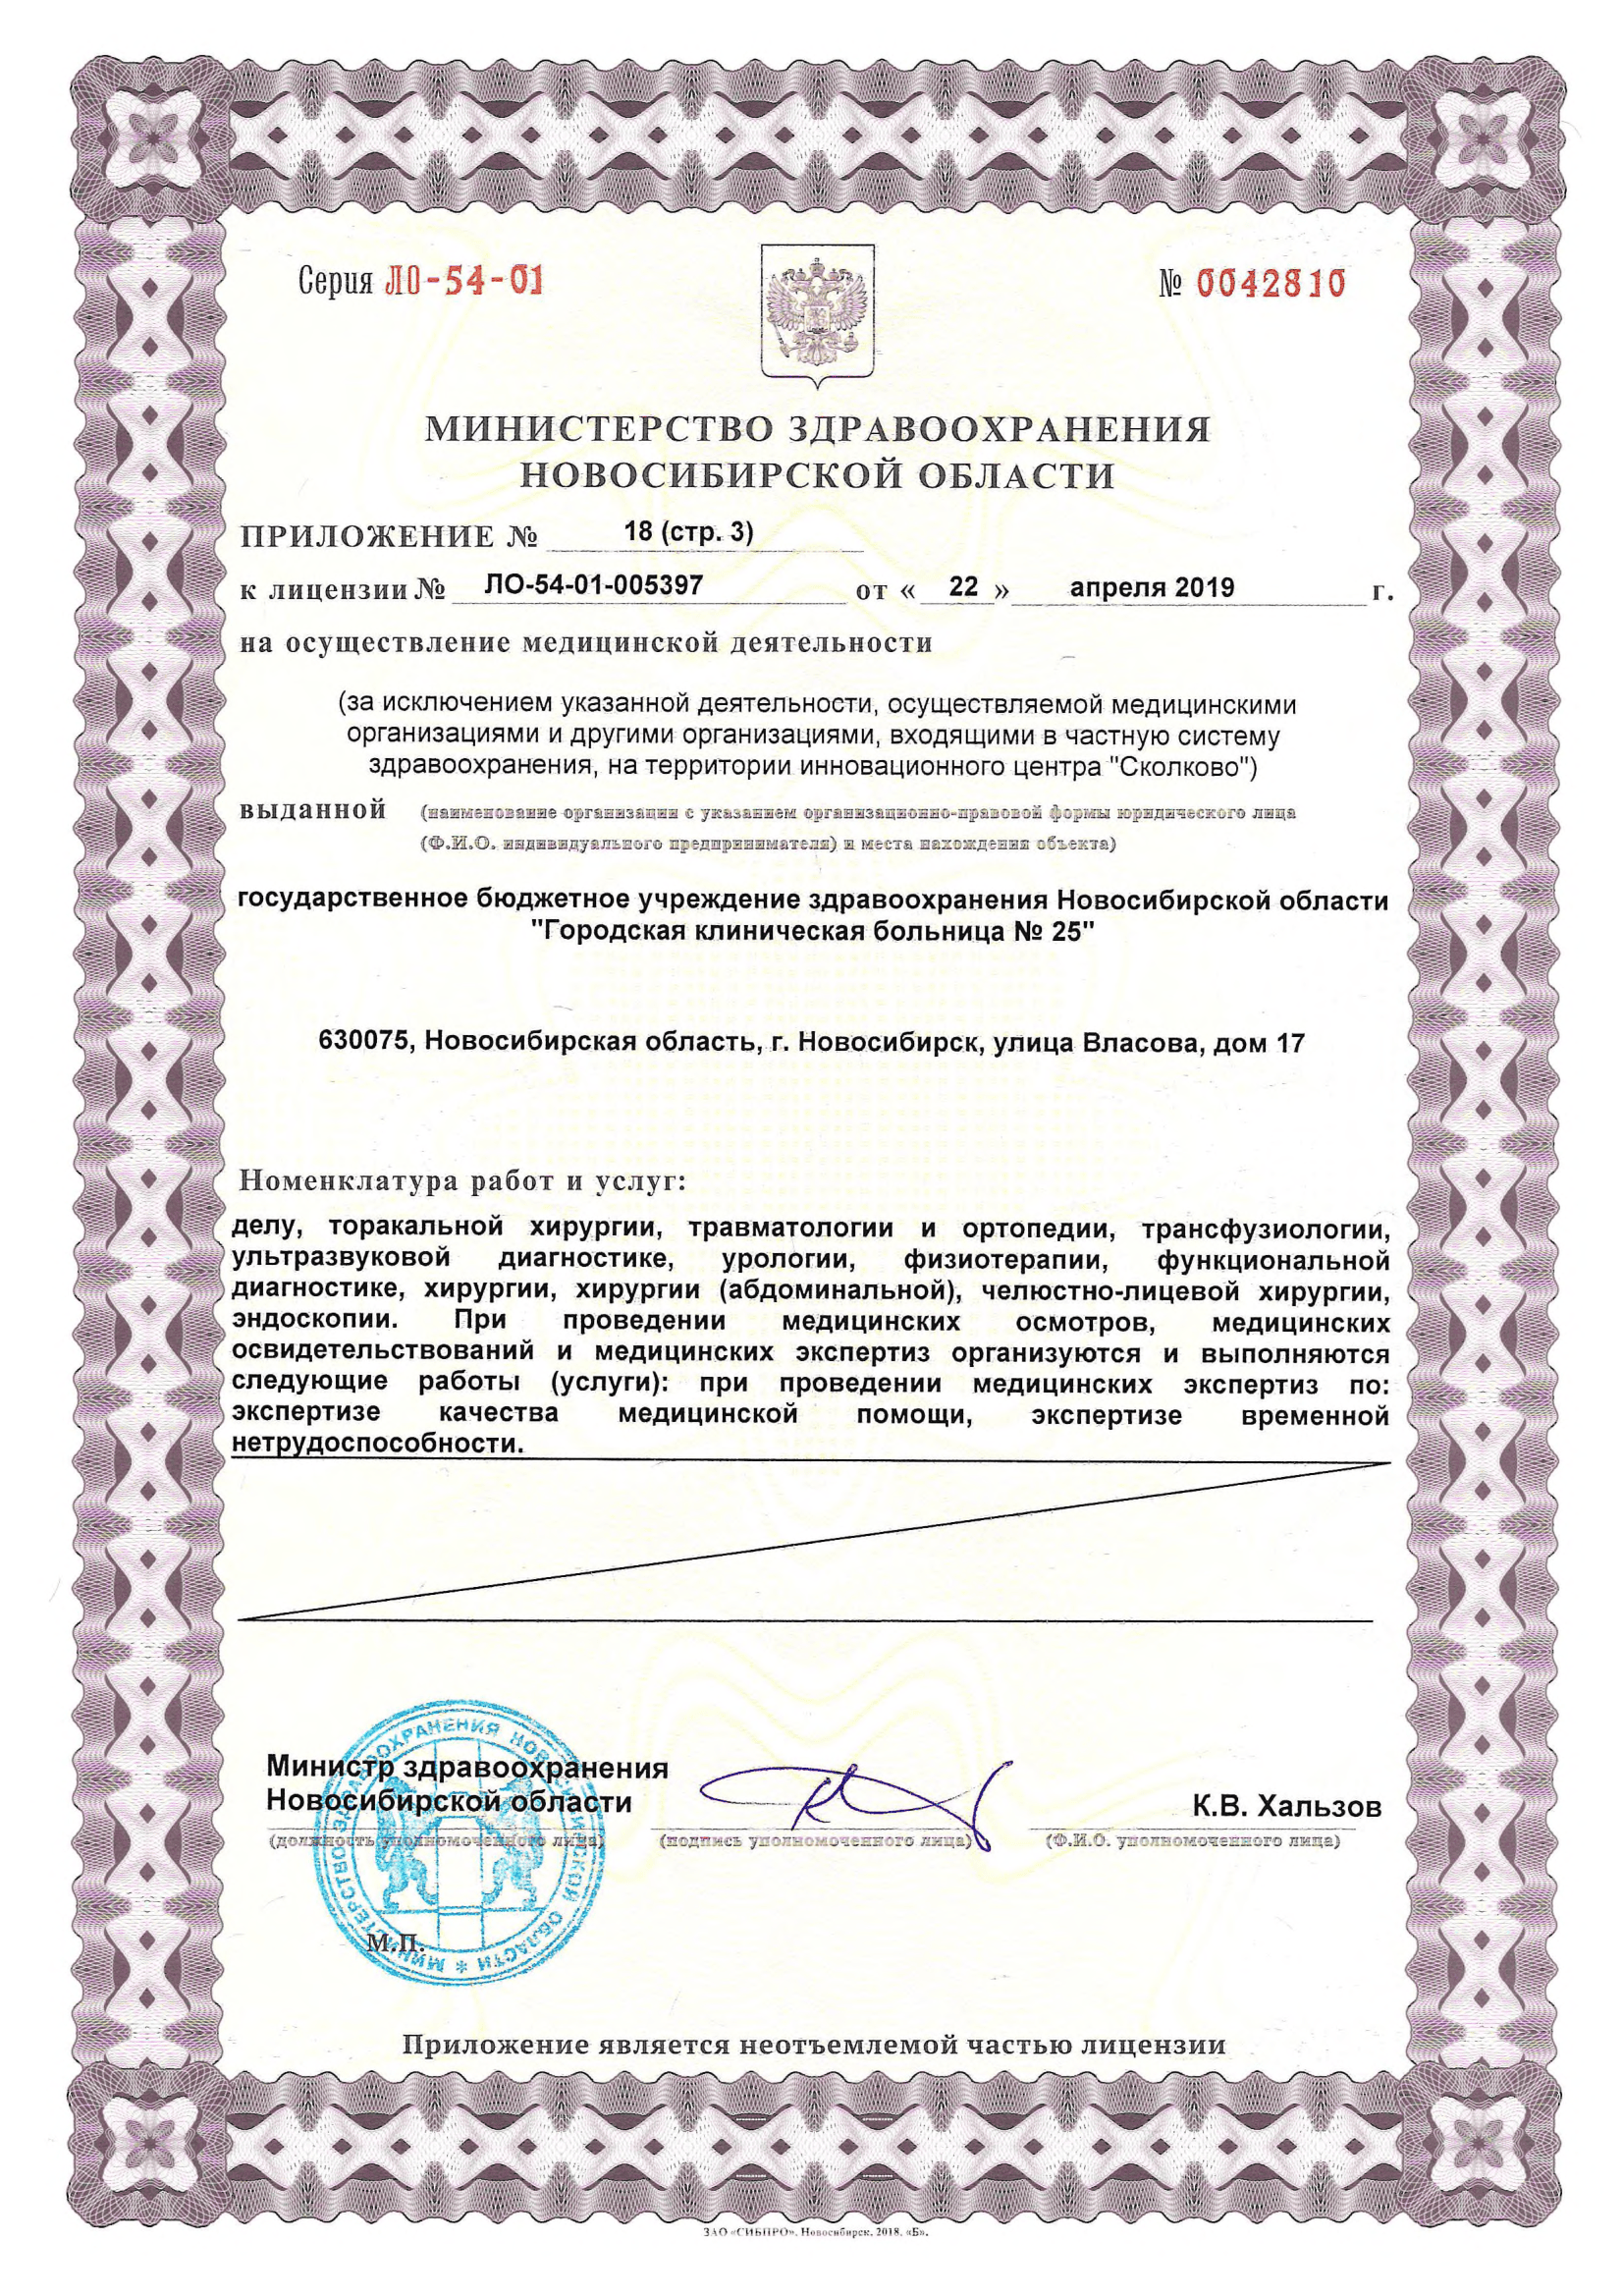 Серия ЛО-54-01
№ 0042810
МИНИСТЕРСТВО ЗДРАВООХРАНЕНИЯ
НОВОСИБИРСКОЙ ОБЛАСТИ
ПРИЛОЖЕНИЕ № 18 (стр. 3)
к лицензии № ЛО-54-01-005397 от « 22 » апреля 2019 г.
на осуществление медицинской деятельности
(за исключением указанной деятельности, осуществляемой медицинскими
организациями и другими организациями, входящими в частную систему
здравоохранения, на территории инновационного центра "Сколково")
выданной (наименование организации с указанием организационно-правовой формы юридического лица
(Ф.И.О. индивидуального предпринимателя) и места нахождения объекта)
государственное бюджетное учреждение здравоохранения Новосибирской области
"Городская клиническая больница № 25"
630075, Новосибирская область, г. Новосибирск, улица Власова, дом 17
Номенклатура работ и услуг:
делу, торакальной хирургии, травматологии и ортопедии, трансфузиологии,
ультразвуковой диагностике, урологии, физиотерапии, функциональной
диагностике, хирургии, хирургии (абдоминальной), челюстно-лицевой хирургии,
эндоскопии. При проведении медицинских осмотров, медицинских
освидетельствований и медицинских экспертиз организуются и выполняются
следующие работы (услуги): при проведении медицинских экспертиз по:
экспертизе качества медицинской помощи, экспертизе временной
нетрудоспособности.
Министр здравоохранения
Новосибирской области
К.В. Хальзов
(должность уполномоченного лица)
(подпись уполномоченного лица)
(Ф.И.О. уполномоченного лица)
МИНИСТЕРСТВО ЗДРАВООХРАНЕНИЯ НОВОСИБИРСКОЙ ОБЛАСТИ *
М.П.
Приложение является неотъемлемой частью лицензии
ЗАО «СИБПРО». Новосибирск. 2018. «Б».